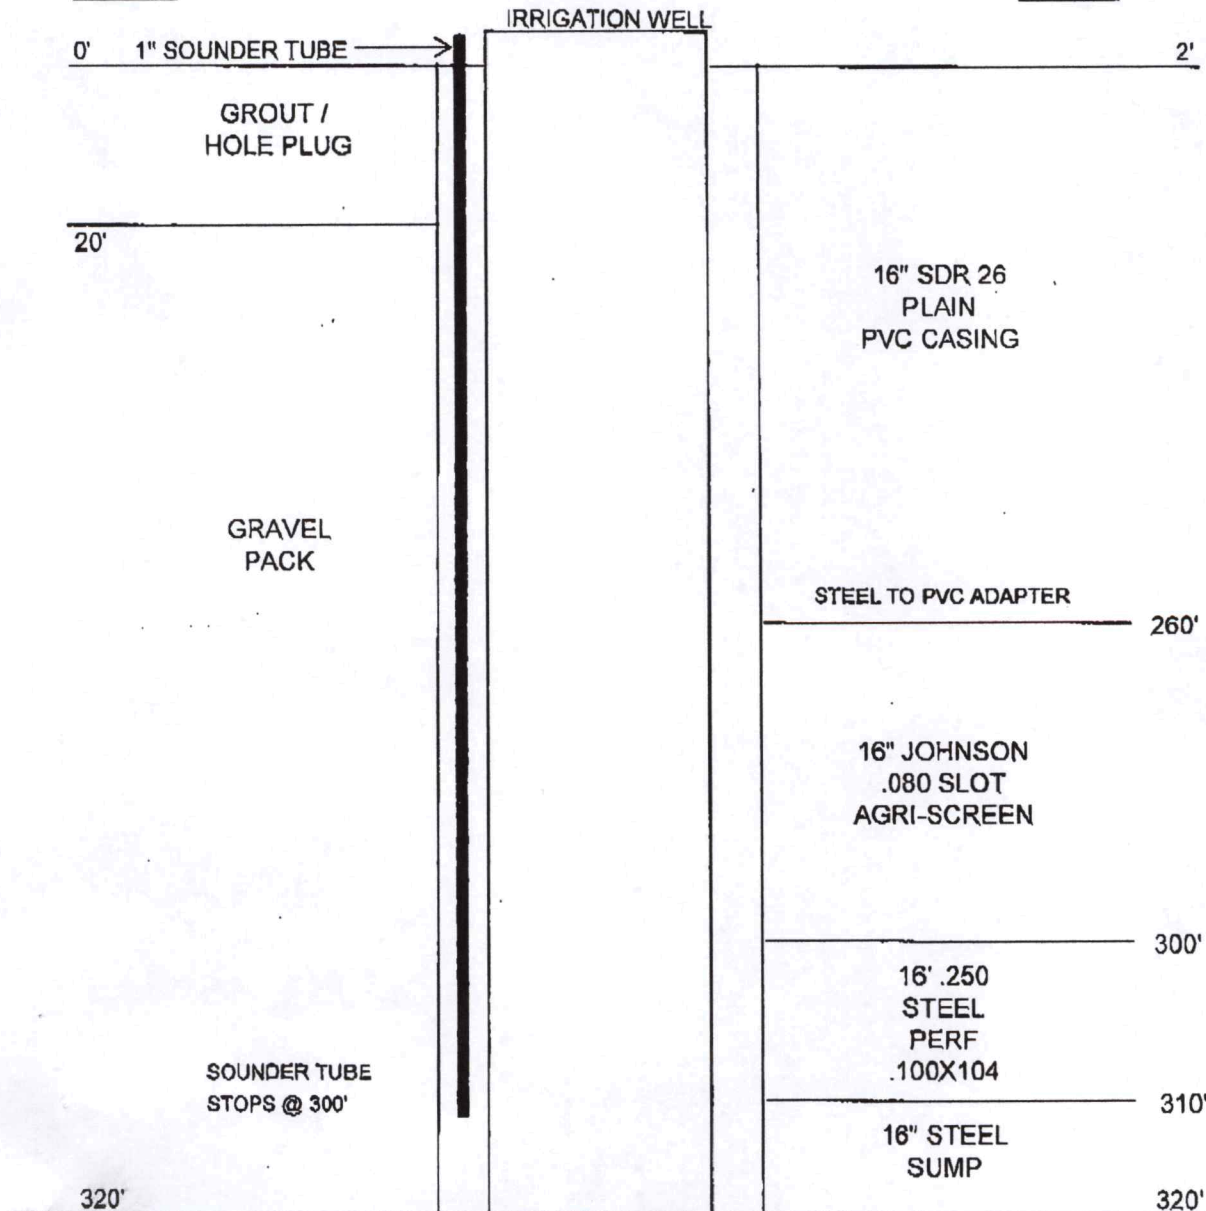 IRRIGATION WELL
0' 1" SOUNDER TUBE 2'
GROUT /
HOLE PLUG
20'
16" SDR 26
PLAIN
PVC CASING
GRAVEL
PACK
STEEL TO PVC ADAPTER
260'
16" JOHNSON
.080 SLOT
AGRI-SCREEN
300'
16' .250
STEEL
PERF
.100X104
SOUNDER TUBE
STOPS @ 300'
310'
16" STEEL
SUMP
320' 320'